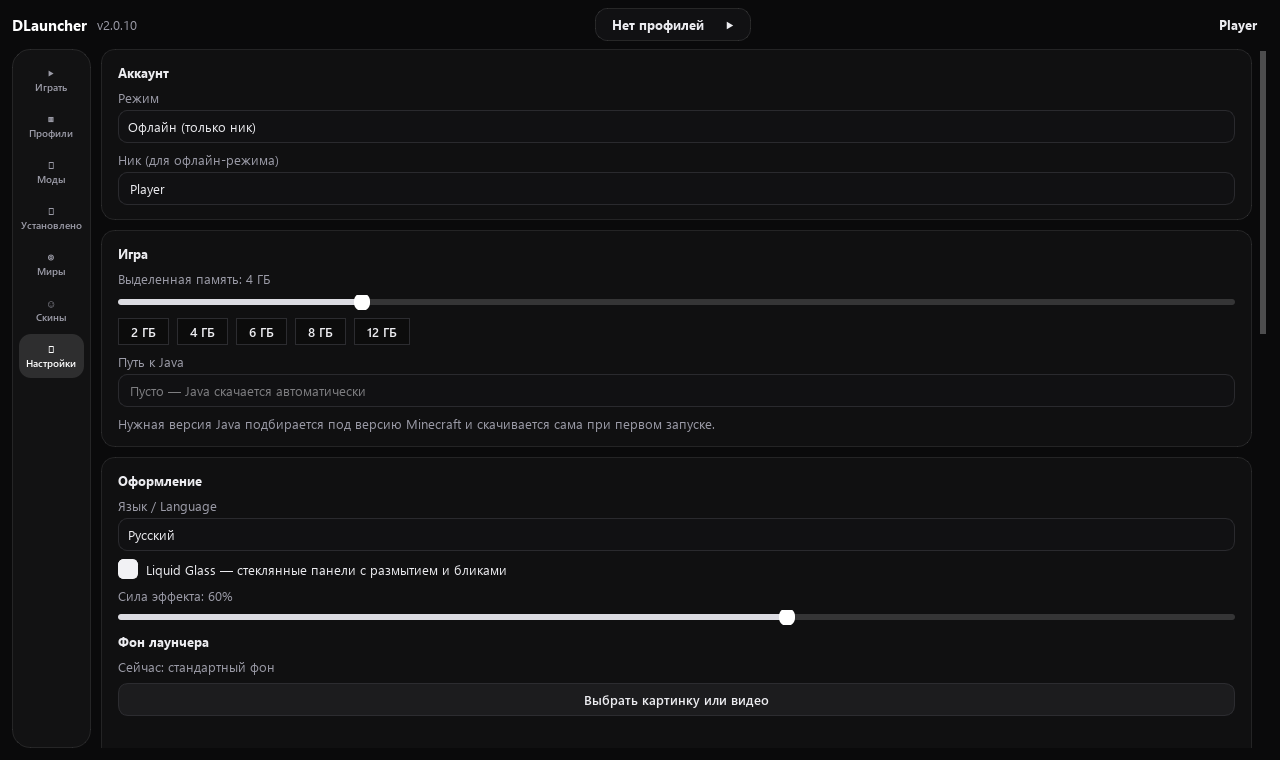 DLauncher v2.0.10
Нет профилей
Player
Играть
Профили
Моды
Установлено
Миры
Скины
Настройки
Аккаунт
Режим
Офлайн (только ник)
Ник (для офлайн-режима)
Player
Игра
Выделенная память: 4 ГБ
2 ГБ 4 ГБ 6 ГБ 8 ГБ 12 ГБ
Путь к Java
Пусто — Java скачается автоматически
Нужная версия Java подбирается под версию Minecraft и скачивается сама при первом запуске.
Оформление
Язык / Language
Русский
Liquid Glass — стеклянные панели с размытием и бликами
Сила эффекта: 60%
Фон лаунчера
Сейчас: стандартный фон
Выбрать картинку или видео